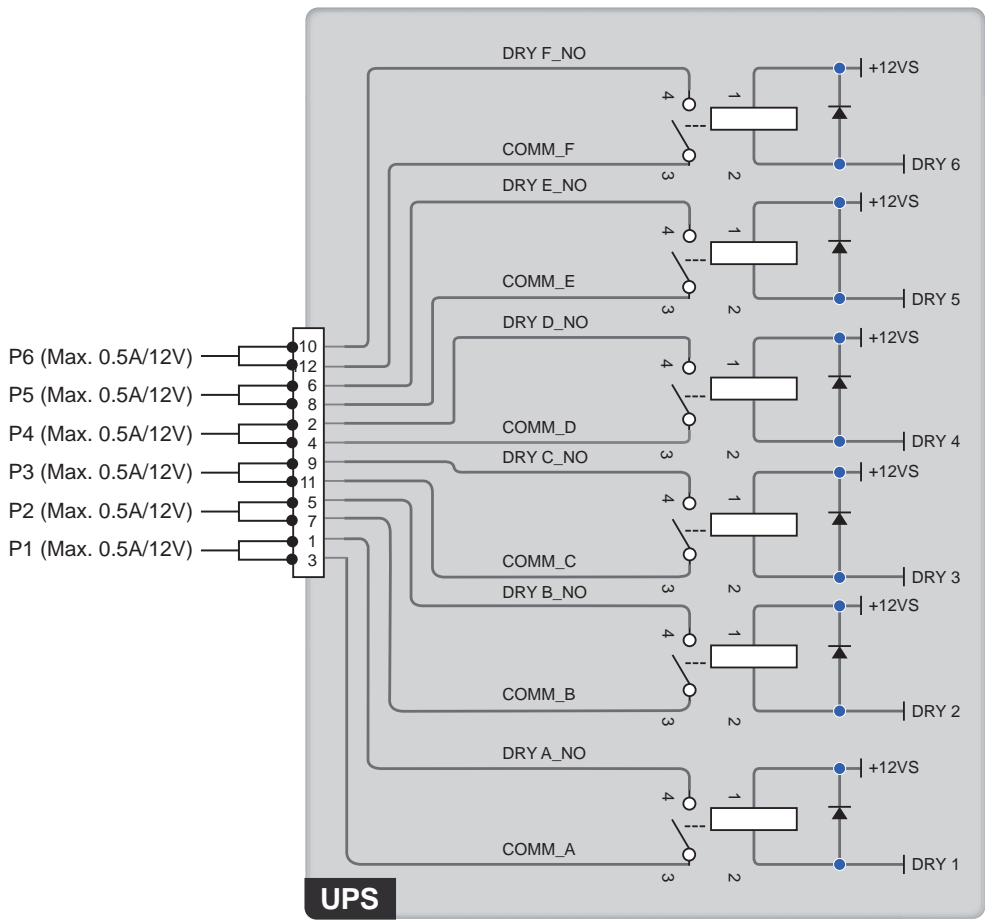 DRY F_NO
4
1
+12VS
COMM_F
3
2
DRY 6
DRY E_NO
4
1
+12VS
COMM_E
3
2
DRY 5
DRY D_NO
4
1
+12VS
COMM_D
3
2
DRY 4
DRY C_NO
4
1
+12VS
COMM_C
3
2
DRY 3
DRY B_NO
4
1
+12VS
COMM_B
3
2
DRY 2
DRY A_NO
4
1
+12VS
COMM_A
3
2
DRY 1
P6 (Max. 0.5A/12V)
10
12
P5 (Max. 0.5A/12V)
6
8
P4 (Max. 0.5A/12V)
2
4
P3 (Max. 0.5A/12V)
9
11
P2 (Max. 0.5A/12V)
5
7
P1 (Max. 0.5A/12V)
1
3
UPS